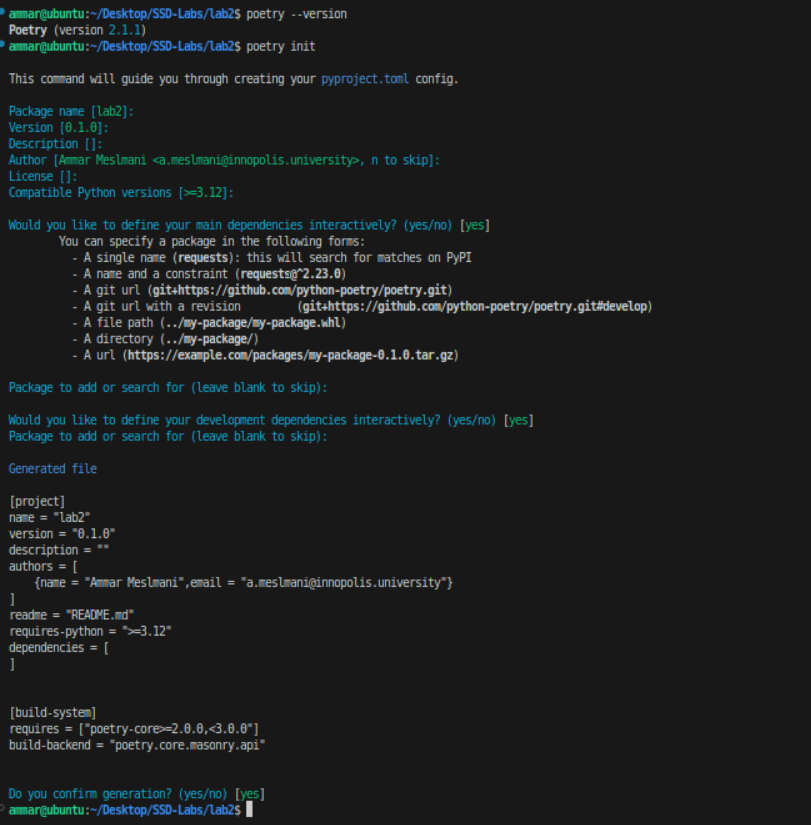 ammar@ubuntu:~/Desktop/SSD-Labs/lab2$ poetry --version
Poetry (version 2.1.1)
ammar@ubuntu:~/Desktop/SSD-Labs/lab2$ poetry init

This command will guide you through creating your pyproject.toml config.

Package name [lab2]:
Version [0.1.0]:
Description []:
Author [Ammar Meslmani <a.meslmani@innopolis.university>, n to skip]:
License []:
Compatible Python versions [>=3.12]:

Would you like to define your main dependencies interactively? (yes/no) [yes]
        You can specify a package in the following forms:
          - A single name (requests): this will search for matches on PyPI
          - A name and a constraint (requests@^2.23.0)
          - A git url (git+https://github.com/python-poetry/poetry.git)
          - A git url with a revision         (git+https://github.com/python-poetry/poetry.git#develop)
          - A file path (../my-package/my-package.whl)
          - A directory (../my-package/)
          - A url (https://example.com/packages/my-package-0.1.0.tar.gz)

Package to add or search for (leave blank to skip):

Would you like to define your development dependencies interactively? (yes/no) [yes]
Package to add or search for (leave blank to skip):

Generated file

[project]
name = "lab2"
version = "0.1.0"
description = ""
authors = [
    {name = "Ammar Meslmani",email = "a.meslmani@innopolis.university"}
]
readme = "README.md"
requires-python = ">=3.12"
dependencies = [
]


[build-system]
requires = ["poetry-core>=2.0.0,<3.0.0"]
build-backend = "poetry.core.masonry.api"


Do you confirm generation? (yes/no) [yes]
ammar@ubuntu:~/Desktop/SSD-Labs/lab2$